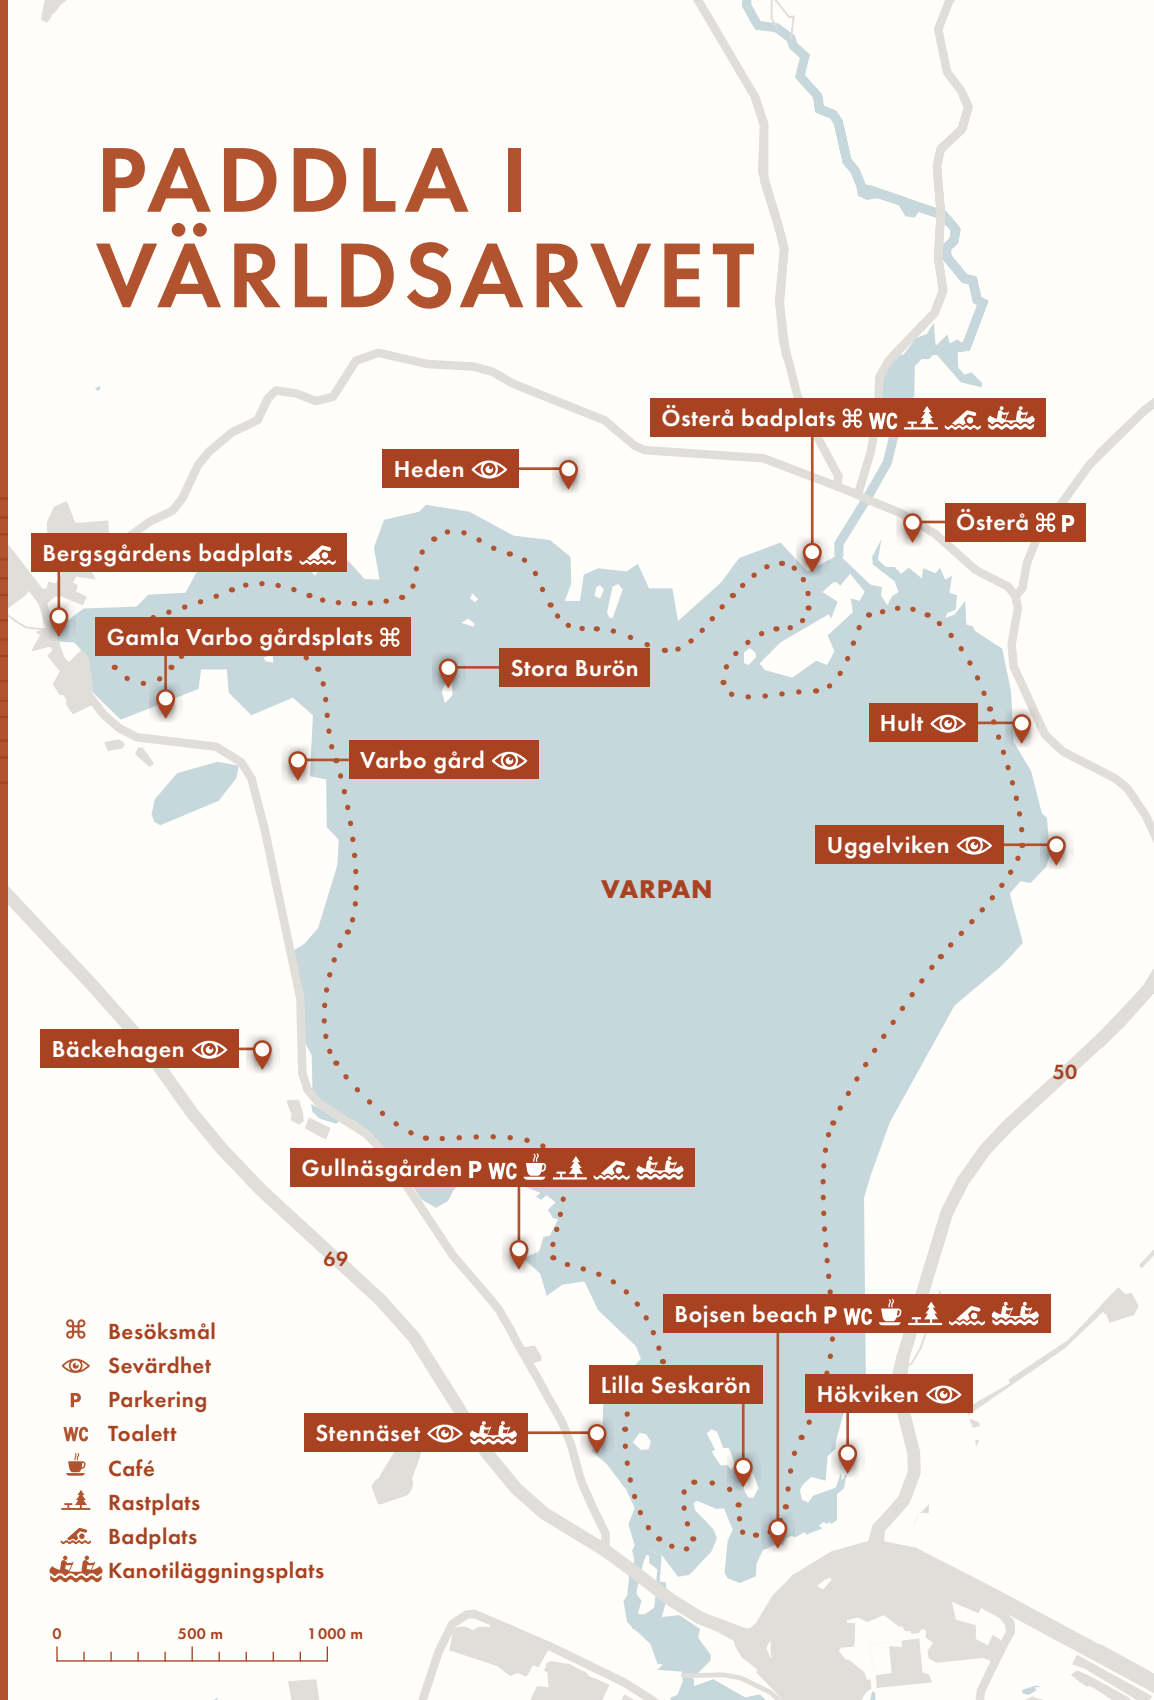 PADDLA I
VÄRLDSARVET
Österå badplats ⌘ WC
Heden
Österå ⌘ P
Bergsgårdens badplats
Gamla Varbo gårdsplats ⌘
Stora Burön
Hult
Varbo gård
Uggelviken
VARPAN
Bäckehagen
50
Gullnäsgården P WC
69
Bojsen beach P WC
Lilla Seskarön
Hökviken
Stennäset
⌘ Besöksmål
Sevärdhet
P Parkering
WC Toalett
Café
Rastplats
Badplats
Kanotiläggningsplats
0 500 m 1 000 m